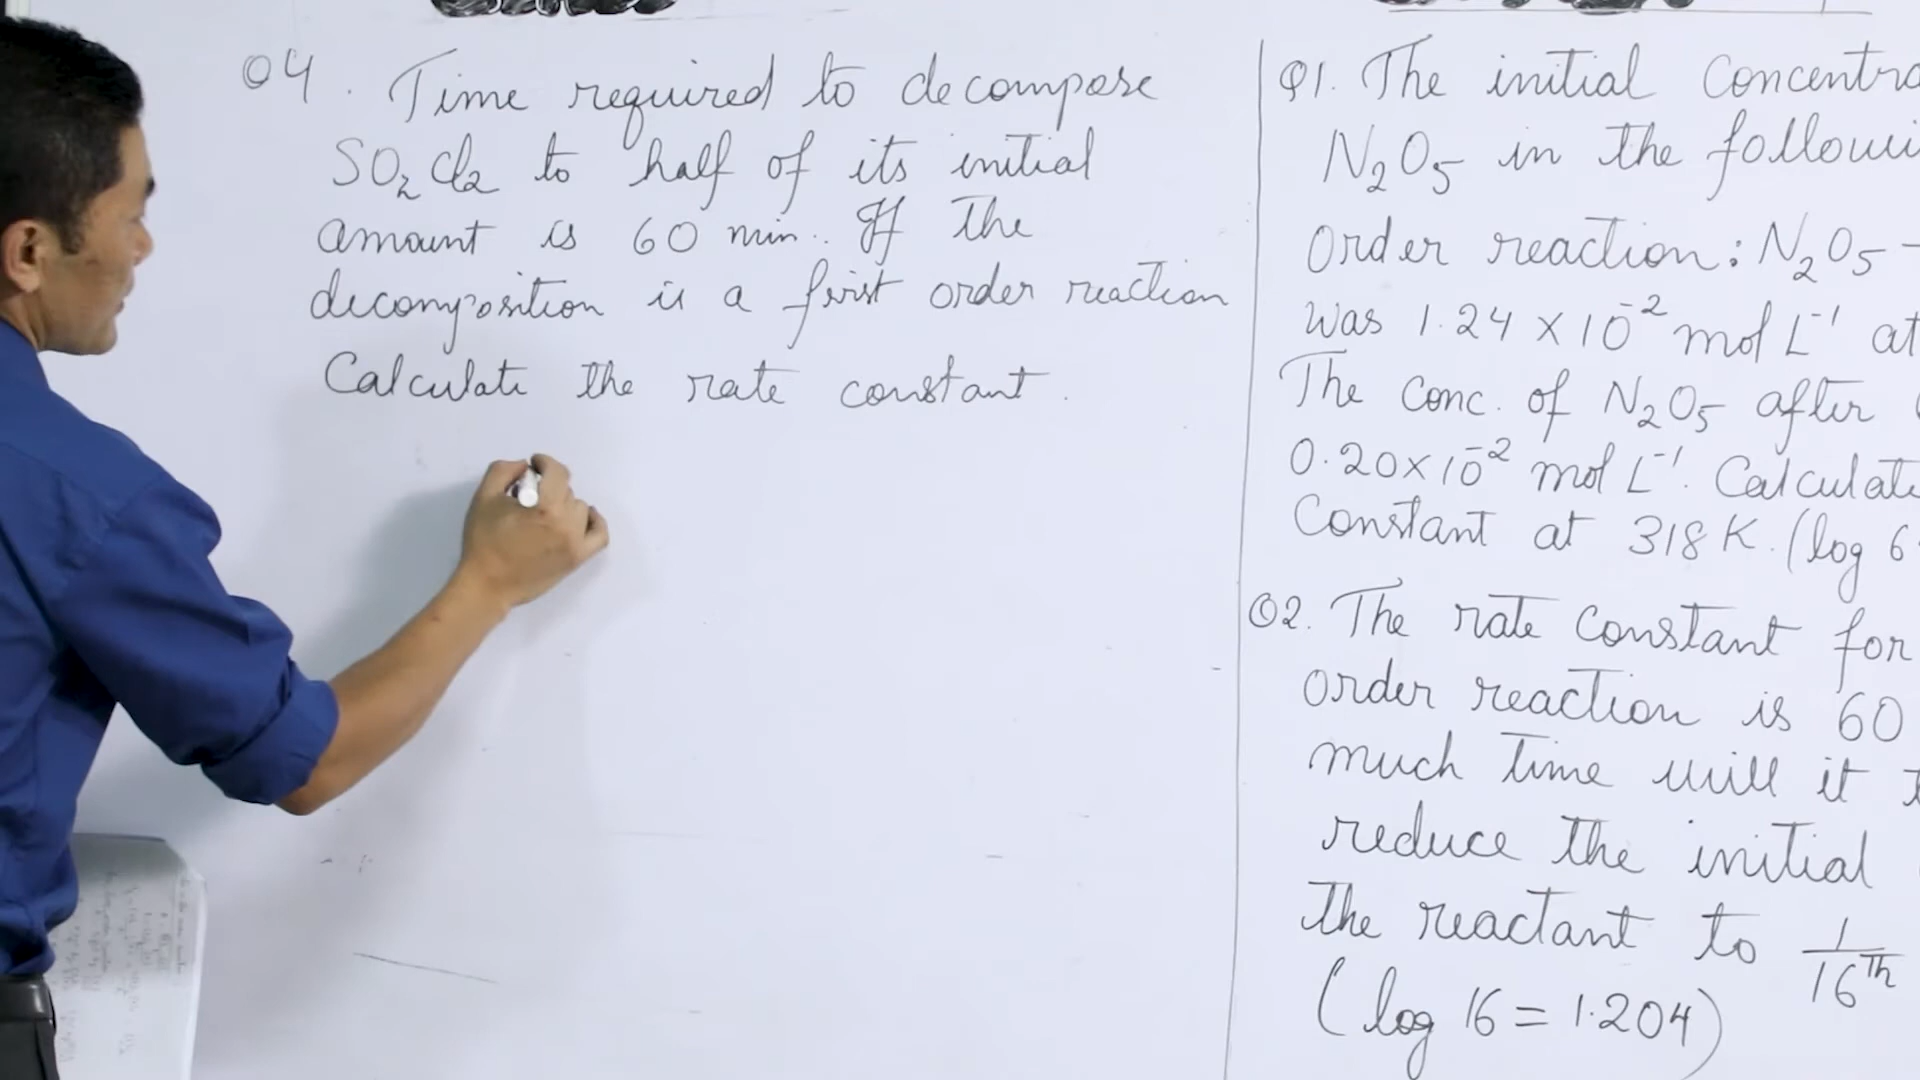 Q4. Time required to decompose
SO2Cl2 to half of its initial
amount is 60 min. If the
decomposition is a first order reaction
Calculate the rate constant.
Q1. The initial
N2O5 in the
order reaction: N2O5
was 1.24 × 10⁻² mol L⁻¹ at
The conc. of N2O5 after
0.20×10⁻² mol L⁻¹. Calculate
Constant at 318 K. (log 6
Q2. The rate constant for
order reaction is 60
much time will it
reduce the initial
the reactant to 1/16th
(log 16 = 1.204)